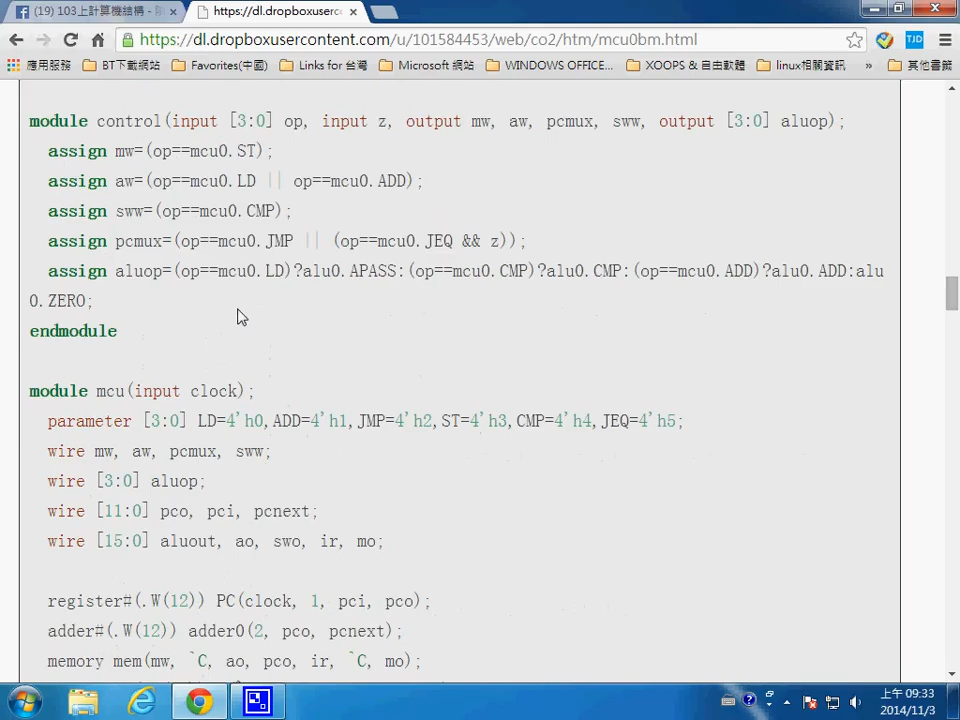 (19) 103上計算機結構 -
https://dl.dropboxuserco
https://dl.dropboxusercontent.com/u/101584453/web/co2/htm/mcu0bm.html
TJD
應用服務 BT下載網站 Favorites(中國) Links for 台灣 Microsoft 網站 WINDOWS OFFICE... XOOPS & 自由軟體 linux相關資訊 » 其他書籤
module control(input [3:0] op, input z, output mw, aw, pcmux, sww, output [3:0] aluop);
assign mw=(op==mcu0.ST);
assign aw=(op==mcu0.LD || op==mcu0.ADD);
assign sww=(op==mcu0.CMP);
assign pcmux=(op==mcu0.JMP || (op==mcu0.JEQ && z));
assign aluop=(op==mcu0.LD)?alu0.APASS:(op==mcu0.CMP)?alu0.CMP:(op==mcu0.ADD)?alu0.ADD:alu
0.ZERO;
endmodule
module mcu(input clock);
parameter [3:0] LD=4'h0,ADD=4'h1,JMP=4'h2,ST=4'h3,CMP=4'h4,JEQ=4'h5;
wire mw, aw, pcmux, sww;
wire [3:0] aluop;
wire [11:0] pco, pci, pcnext;
wire [15:0] aluout, ao, swo, ir, mo;
register#(.W(12)) PC(clock, 1, pci, pco);
adder#(.W(12)) adder0(2, pco, pcnext);
memory mem(mw, `C, ao, pco, ir, `C, mo);
上午 09:33
2014/11/3